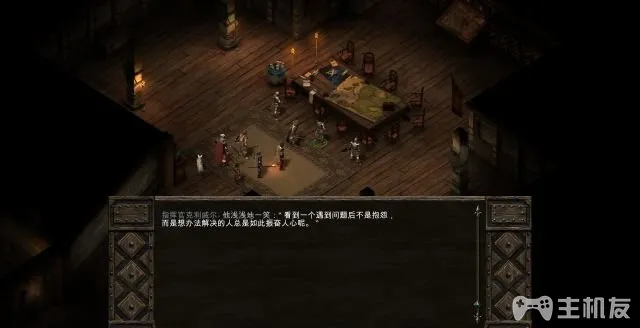 指挥官克利威尔: 他浅浅地一笑："看到一个遇到问题后不是抱怨，
而是想办法解决的人总是如此振奋人心呢。"
主机友